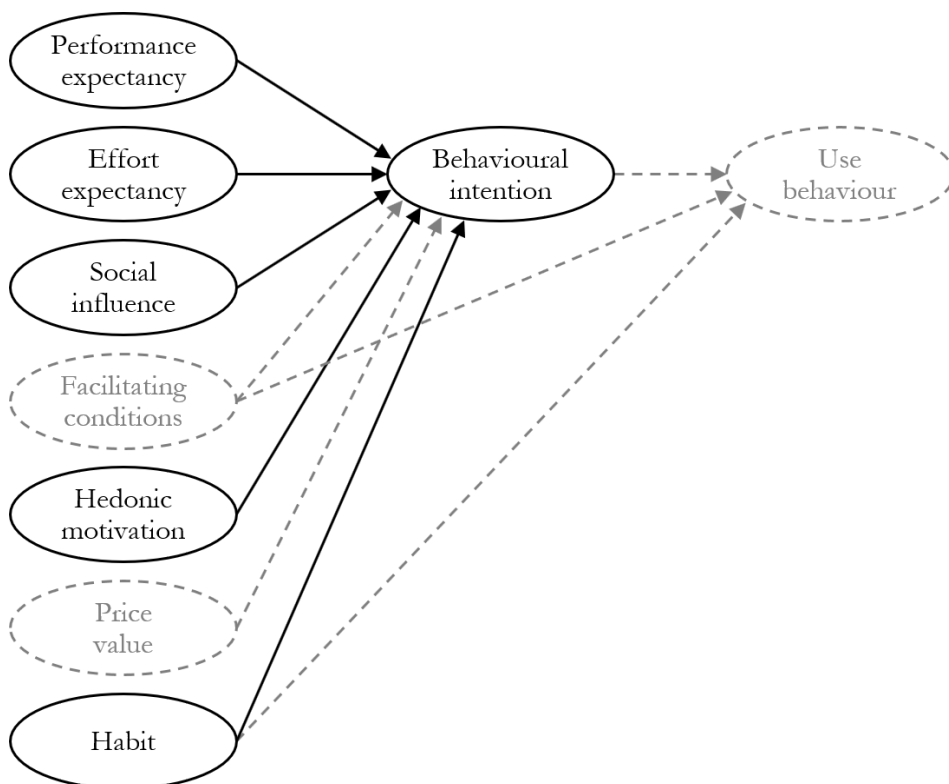 Performance
expectancy
Effort
expectancy
Behavioural
intention
Use
behaviour
Social
influence
Facilitating
conditions
Hedonic
motivation
Price
value
Habit